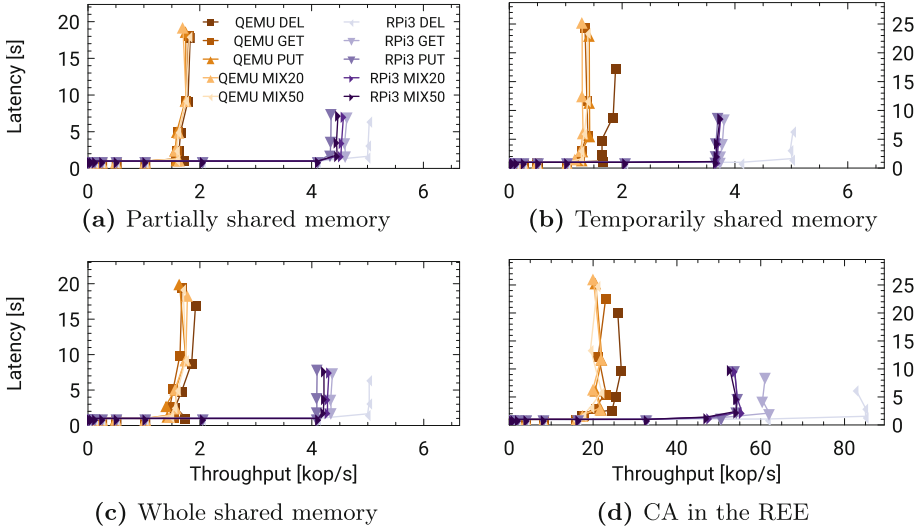 Latency [s]
20
15
10
5
0
QEMU DEL
QEMU GET
QEMU PUT
QEMU MIX20
QEMU MIX50
RPi3 DEL
RPi3 GET
RPi3 PUT
RPi3 MIX20
RPi3 MIX50
0 2 4 6
(a) Partially shared memory
25
20
15
10
5
0
0 2 4 6
(b) Temporarily shared memory
Latency [s]
20
15
10
5
0
0 2 4 6
Throughput [kop/s]
(c) Whole shared memory
25
20
15
10
5
0
0 20 40 60 80
Throughput [kop/s]
(d) CA in the REE